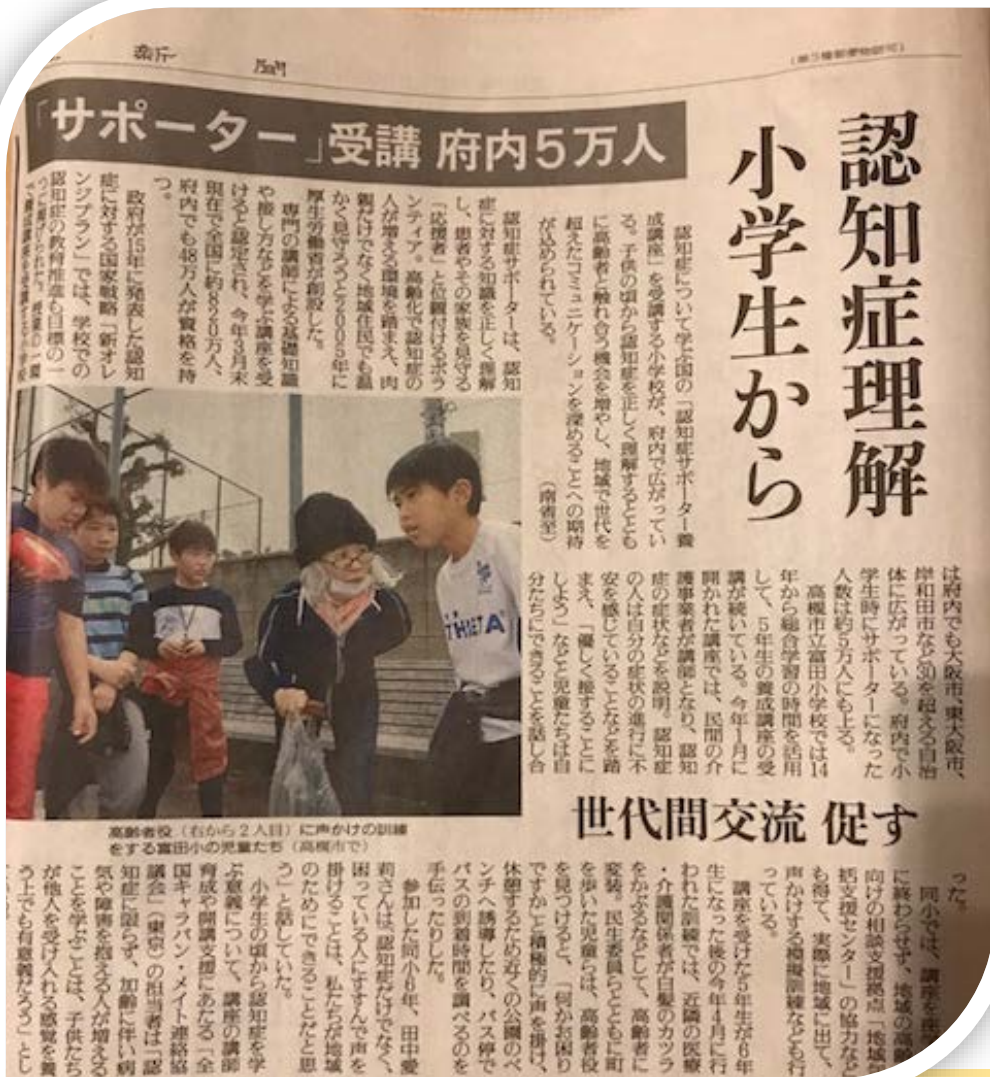 新聞
(第3種郵便物認可)
認知症理解
小学生から
「サポーター」受講 府内5万人
認知症について学ぶ国の「認知症サポーター養
成講座」を受講する小学校が、府内で広がってい
る。子供の頃から認知症を正しく理解するととも
に高齢者と触れ合う機会を増やし、地域で世代を
超えたコミュニケーションを深めることへの期待
が込められている。
(南省至)
認知症サポーターは、認知
症に対する知識を正しく理解
し、患者やその家族を見守る
「応援者」と位置付けるボラ
ンティア。高齢化で認知症の
人が増える環境を踏まえ、肉
親だけでなく地域住民でも温
かく見守ろうと2005年に
厚生労働省が創設した。
専門の講師による基礎知識
や接し方などを学ぶ講座を受
けると認定され、今年3月末
現在で全国に約820万人、
府内でも48万人が資格を持
つ。
政府が15年に発表した認知
症に対する国家戦略「新オレ
ンジプラン」では、学校での
認知症の教育推進も目標の一
つに掲げられた。授業の一環
は府内でも大阪市、東大阪市、
岸和田市など30を超える自治
体に広がっている。府内で小
学生時にサポーターになった
人数は約5万人にも上る。
高槻市立富田小学校では14
年から総合学習の時間を活用
して、5年生の養成講座の受
講が続いている。今年1月に
開かれた講座では、民間の介
護事業者が講師となり、認知
症の症状などを説明。認知症
の人は自分の症状の進行に不
安を感じていることなどを踏
まえ、「優しく接することに
しよう」などと児童たちは自
分たちにできることを話し合
世代間交流 促す
高齢者役(右から2人目)に声かけの訓練
をする富田小の児童たち(高槻市で)
った。
同小では、講座を座
に終わらせず、地域の高齢
向けの相談支援拠点「地域包
括支援センター」の協力など
も得て、実際に地域に出て、
声かけする模擬訓練なども行
っている。
講座を受けた5年生が6年
生になった後の今年4月に行
われた訓練では、近隣の医療
・介護関係者が白髪のカツラ
をかぶるなどして、高齢者に
変装。民生委員らとともに町
を歩いた児童らは、高齢者役
を見つけると、「何かお困り
ですか」と積極的に声を掛け、
休憩するため近くの公園のベ
ンチへ誘導したり、バス停で
バスの到着時間を調べるのを
手伝ったりした。
参加した同小6年、田中愛
莉さんは「認知症だけでなく、
困っている人にすすんで声を
掛けることは、私たちが地域
のためにできることだと思
う」と話していた。
小学生の頃から認知症を学
ぶ意義について、講座の講師
育成や開講支援にあたる「全
国キャラバン・メイト連絡協
議会」(東京)の担当者は「認
知症に限らず、加齢に伴い病
気や障害を抱える人が増える
ことを学ぶことは、子供たち
が他人を受け入れる感覚を養
う上でも有意義だろう」とし